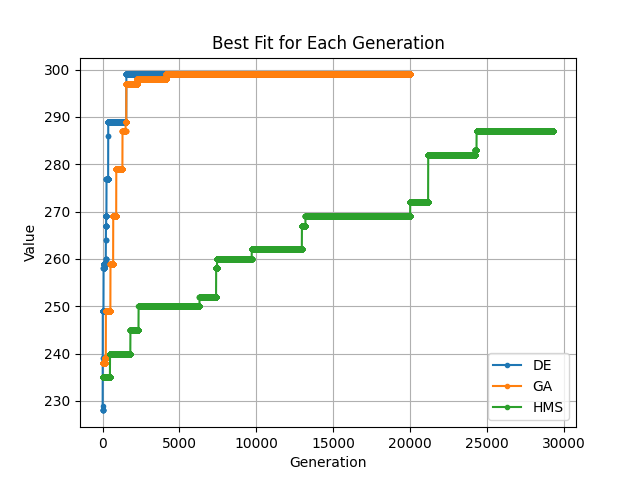 Best Fit for Each Generation
300
290
280
270
260
250
240
230
Value
0 5000 10000 15000 20000 25000 30000
Generation
DE
GA
HMS